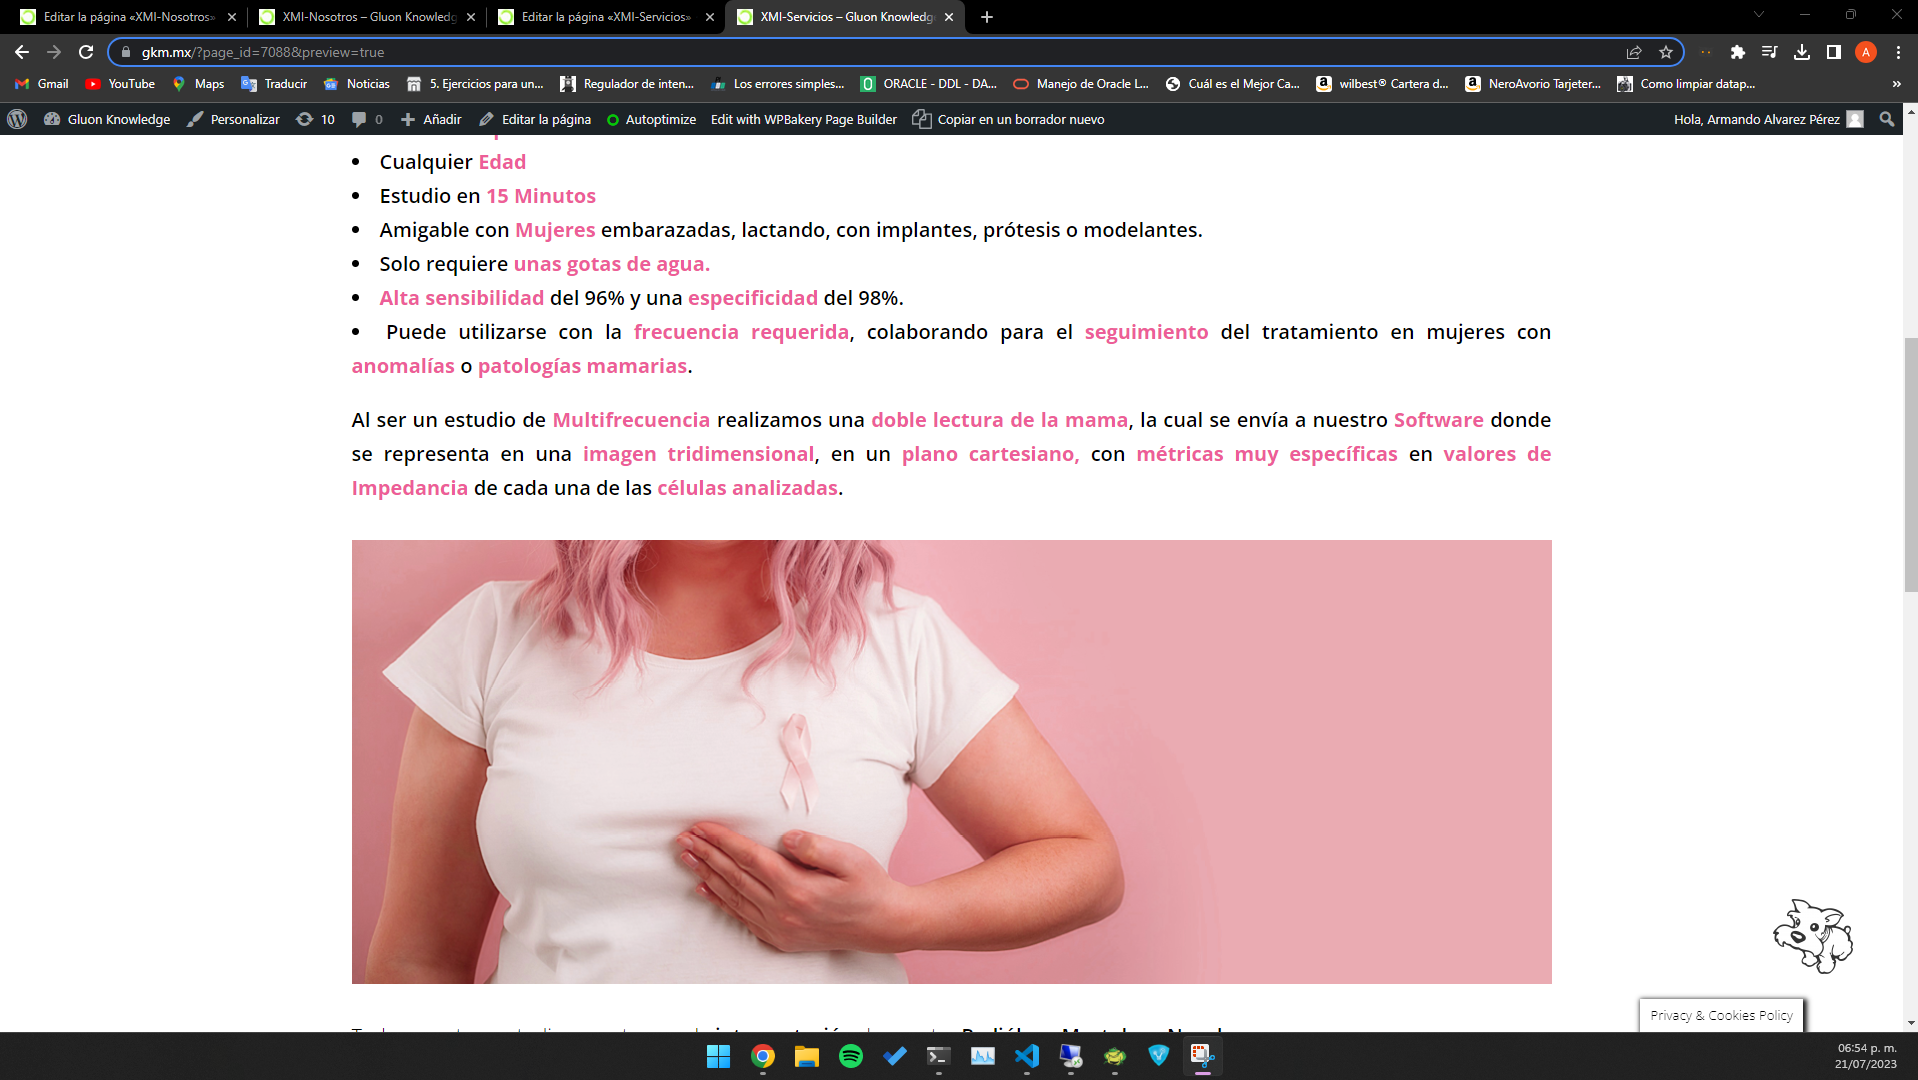 Editar la página «XMI-Nosotros»
XMI-Nosotros – Gluon Knowledg
Editar la página «XMI-Servicios»
XMI-Servicios – Gluon Knowledg
gkm.mx/?page_id=7088&preview=true
A
Gmail
YouTube
Maps
Traducir
Noticias
5. Ejercicios para un...
Regulador de inten...
Los errores simples...
ORACLE - DDL - DA...
Manejo de Oracle L...
Cuál es el Mejor Ca...
wilbest® Cartera d...
NeroAvorio Tarjeter...
Como limpiar datap...
»
Gluon Knowledge
Personalizar
10
0
Añadir
Editar la página
Autoptimize
Edit with WPBakery Page Builder
Copiar en un borrador nuevo
Hola, Armando Alvarez Pérez
• Cualquier Edad
• Estudio en 15 Minutos
• Amigable con Mujeres embarazadas, lactando, con implantes, prótesis o modelantes.
• Solo requiere unas gotas de agua.
• Alta sensibilidad del 96% y una especificidad del 98%.
• Puede utilizarse con la frecuencia requerida, colaborando para el seguimiento del tratamiento en mujeres con
anomalías o patologías mamarias.
Al ser un estudio de Multifrecuencia realizamos una doble lectura de la mama, la cual se envía a nuestro Software donde
se representa en una imagen tridimensional, en un plano cartesiano, con métricas muy específicas en valores de
Impedancia de cada una de las células analizadas.
Privacy & Cookies Policy
06:54 p. m.
21/07/2023